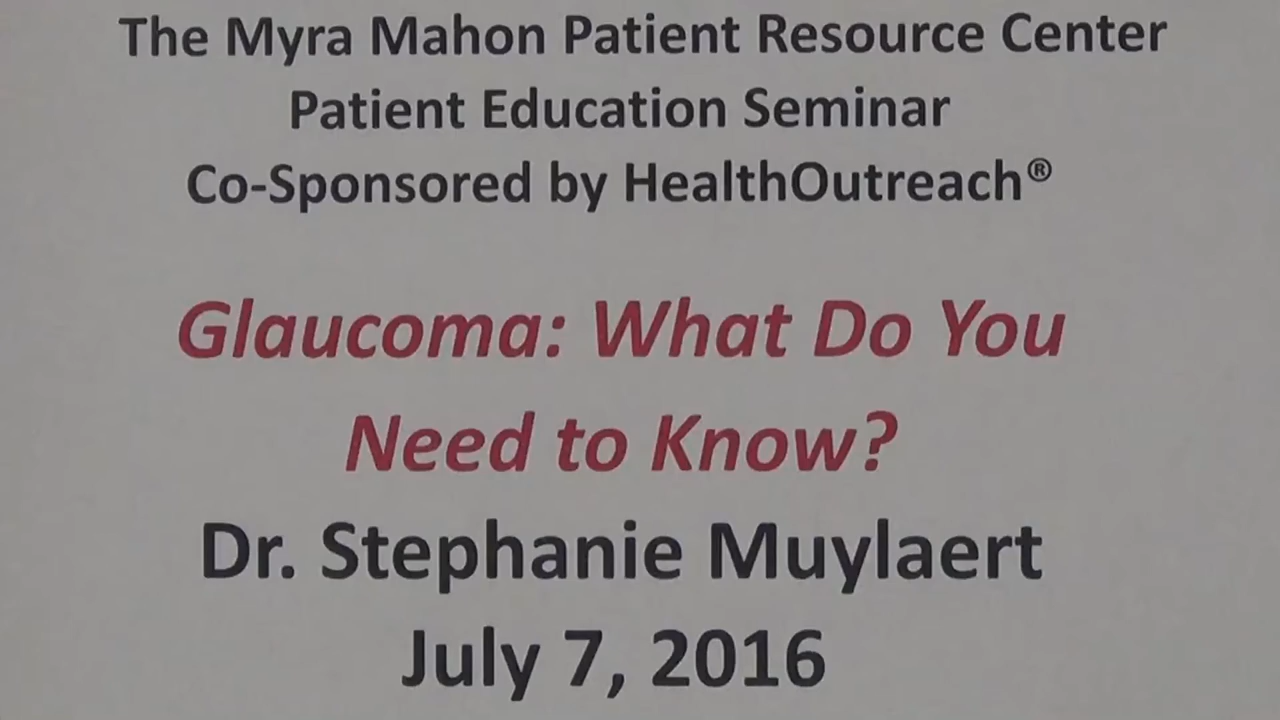 The Myra Mahon Patient Resource Center
Patient Education Seminar
Co-Sponsored by HealthOutreach®
Glaucoma: What Do You
Need to Know?
Dr. Stephanie Muylaert
July 7, 2016